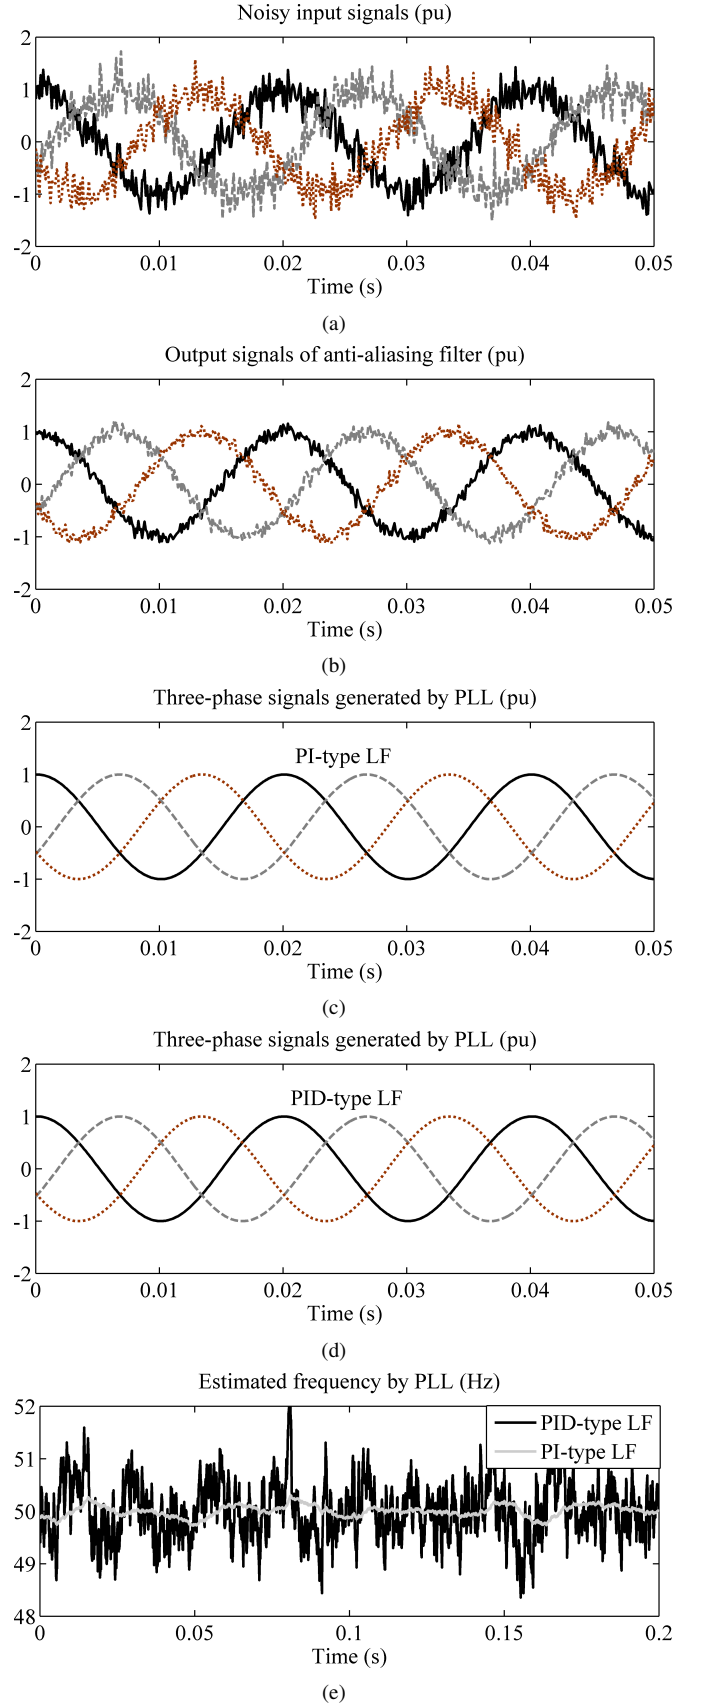 Noisy input signals (pu)
2
1
0
-1
-2
0 0.01 0.02 0.03 0.04 0.05
Time (s)
(a)
Output signals of anti-aliasing filter (pu)
2
1
0
-1
-2
0 0.01 0.02 0.03 0.04 0.05
Time (s)
(b)
Three-phase signals generated by PLL (pu)
2
PI-type LF
1
0
-1
-2
0 0.01 0.02 0.03 0.04 0.05
Time (s)
(c)
Three-phase signals generated by PLL (pu)
2
PID-type LF
1
0
-1
-2
0 0.01 0.02 0.03 0.04 0.05
Time (s)
(d)
Estimated frequency by PLL (Hz)
52
PID-type LF
PI-type LF
51
50
49
48
0 0.05 0.1 0.15 0.2
Time (s)
(e)